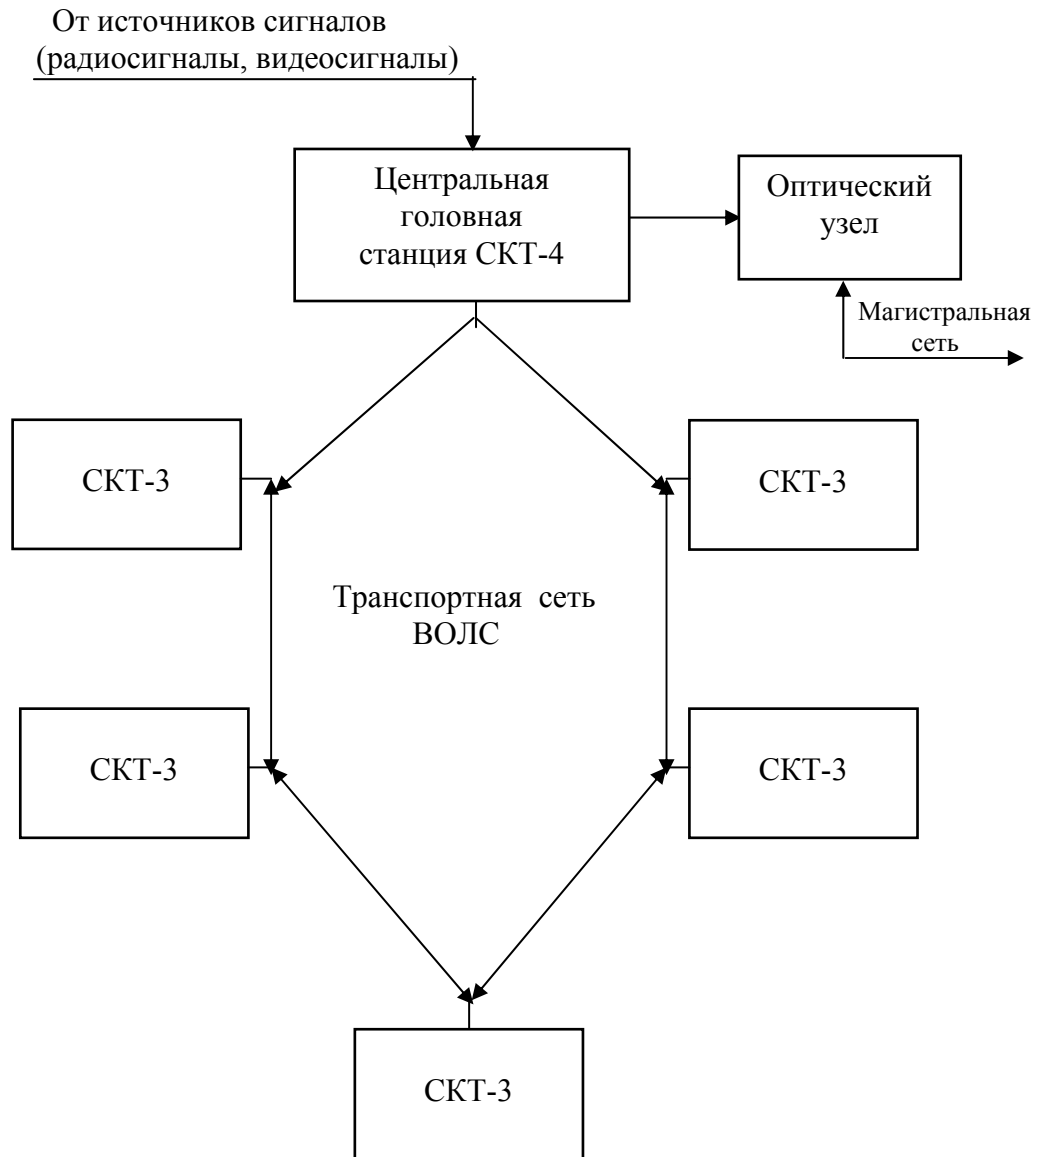 От источников сигналов
(радиосигналы, видеосигналы)
Центральная
головная
станция СКТ-4
Оптический
узел
Магистральная
сеть
СКТ-3
СКТ-3
Транспортная сеть
ВОЛС
СКТ-3
СКТ-3
СКТ-3